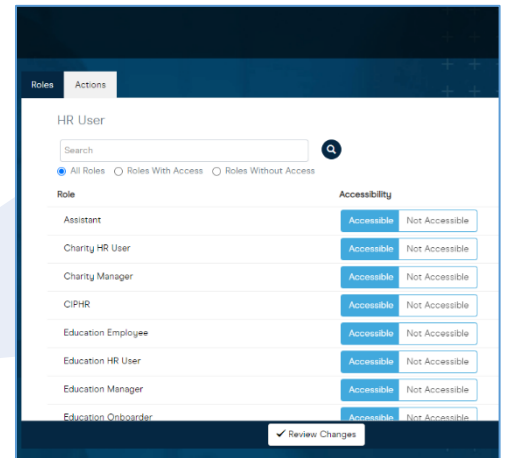 Roles Actions
HR User
Search
All Roles Roles With Access Roles Without Access
Role Accessibility
Assistant Accessible Not Accessible
Charity HR User Accessible Not Accessible
Charity Manager Accessible Not Accessible
CIPHR Accessible Not Accessible
Education Employee Accessible Not Accessible
Education HR User Accessible Not Accessible
Education Manager Accessible Not Accessible
Education Onboarder Accessible Not Accessible
Review Changes